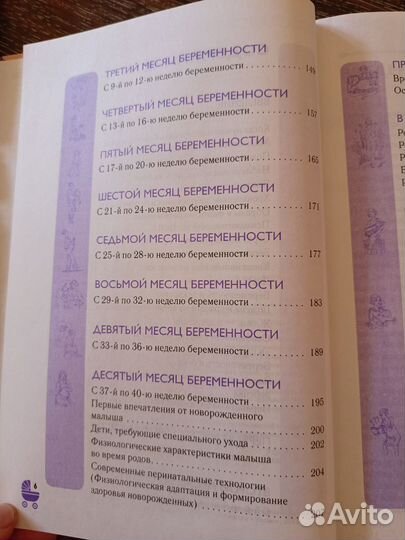 ТРЕТИЙ МЕСЯЦ БЕРЕМЕННОСТИ
С 9-й по 12-ю неделю беременности . . . . . . . . . 149
ЧЕТВЕРТЫЙ МЕСЯЦ БЕРЕМЕННОСТИ
С 13-й по 16-ю неделю беременности . . . . . . . . . 157
ПЯТЫЙ МЕСЯЦ БЕРЕМЕННОСТИ
С 17-й по 20-ю неделю беременности . . . . . . . . . 165
ШЕСТОЙ МЕСЯЦ БЕРЕМЕННОСТИ
С 21-й по 24-ю неделю беременности . . . . . . . . . 171
СЕДЬМОЙ МЕСЯЦ БЕРЕМЕННОСТИ
С 25-й по 28-ю неделю беременности . . . . . . . . . 177
ВОСЬМОЙ МЕСЯЦ БЕРЕМЕННОСТИ
С 29-й по 32-ю неделю беременности . . . . . . . . . 183
ДЕВЯТЫЙ МЕСЯЦ БЕРЕМЕННОСТИ
С 33-й по 36-ю неделю беременности . . . . . . . . . 189
ДЕСЯТЫЙ МЕСЯЦ БЕРЕМЕННОСТИ
С 37-й по 40-ю неделю беременности . . . . . . . . . 195
Первые впечатления от новорожденного
малыша . . . . . . . . . 200
Дети, требующие специального ухода . . . . . . . . . 202
Физиологические характеристики малыша
во время родов . . . . . . . . . 204
Современные перинатальные технологии
(Физиологическая адаптация и формирование
здоровья новорожденных) . . . . . . . . .
6
ПР
Вро
Ос
В
Avito